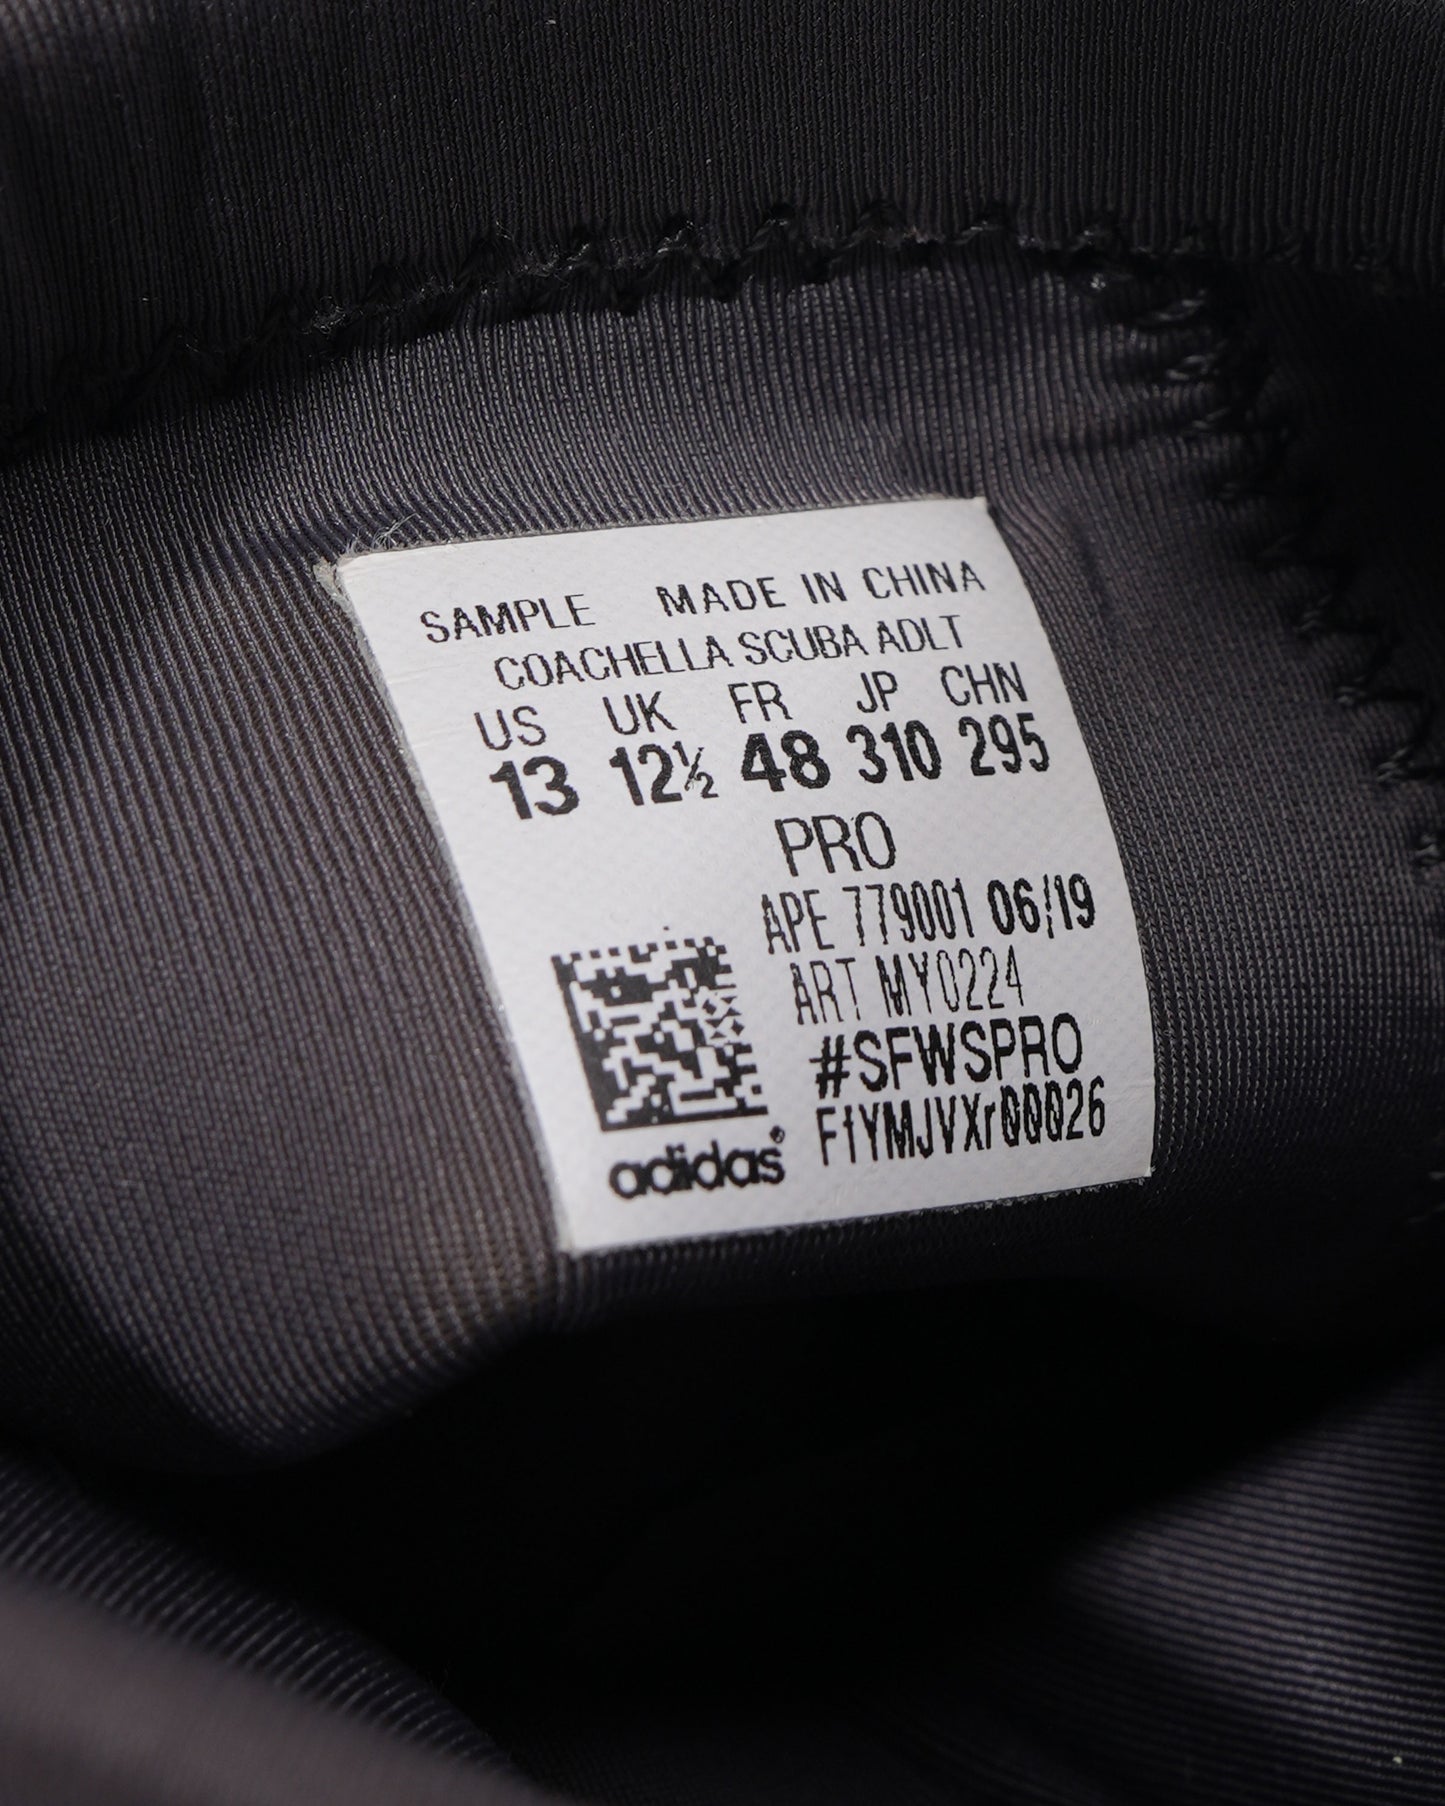 SAMPLE MADE IN CHINA
COACHELLA SCUBA ADLT
US UK FR JP CHN
13 12½ 48 310 295
PRO
APE 779001 06/19
ART MY0224
#SFWSPRO
F1YMJVXr00026
adidas®